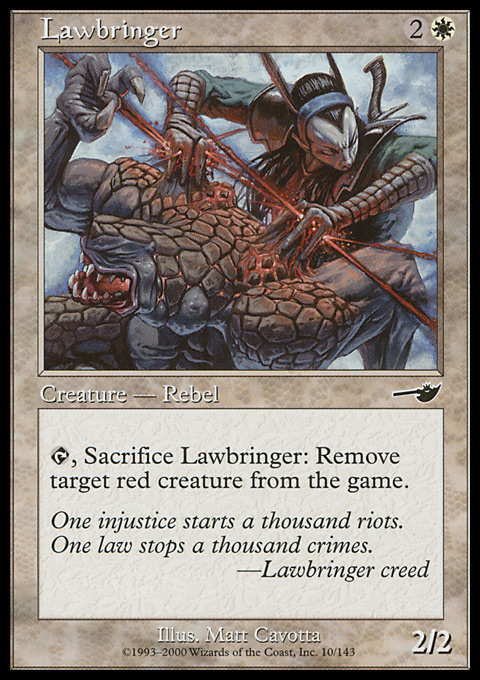 Lawbringer 2
Creature — Rebel
, Sacrifice Lawbringer: Remove
target red creature from the game.
One injustice starts a thousand riots.
One law stops a thousand crimes.
—Lawbringer creed
Illus. Matt Cavotta
2/2
©1993–2000 Wizards of the Coast, Inc. 10/143